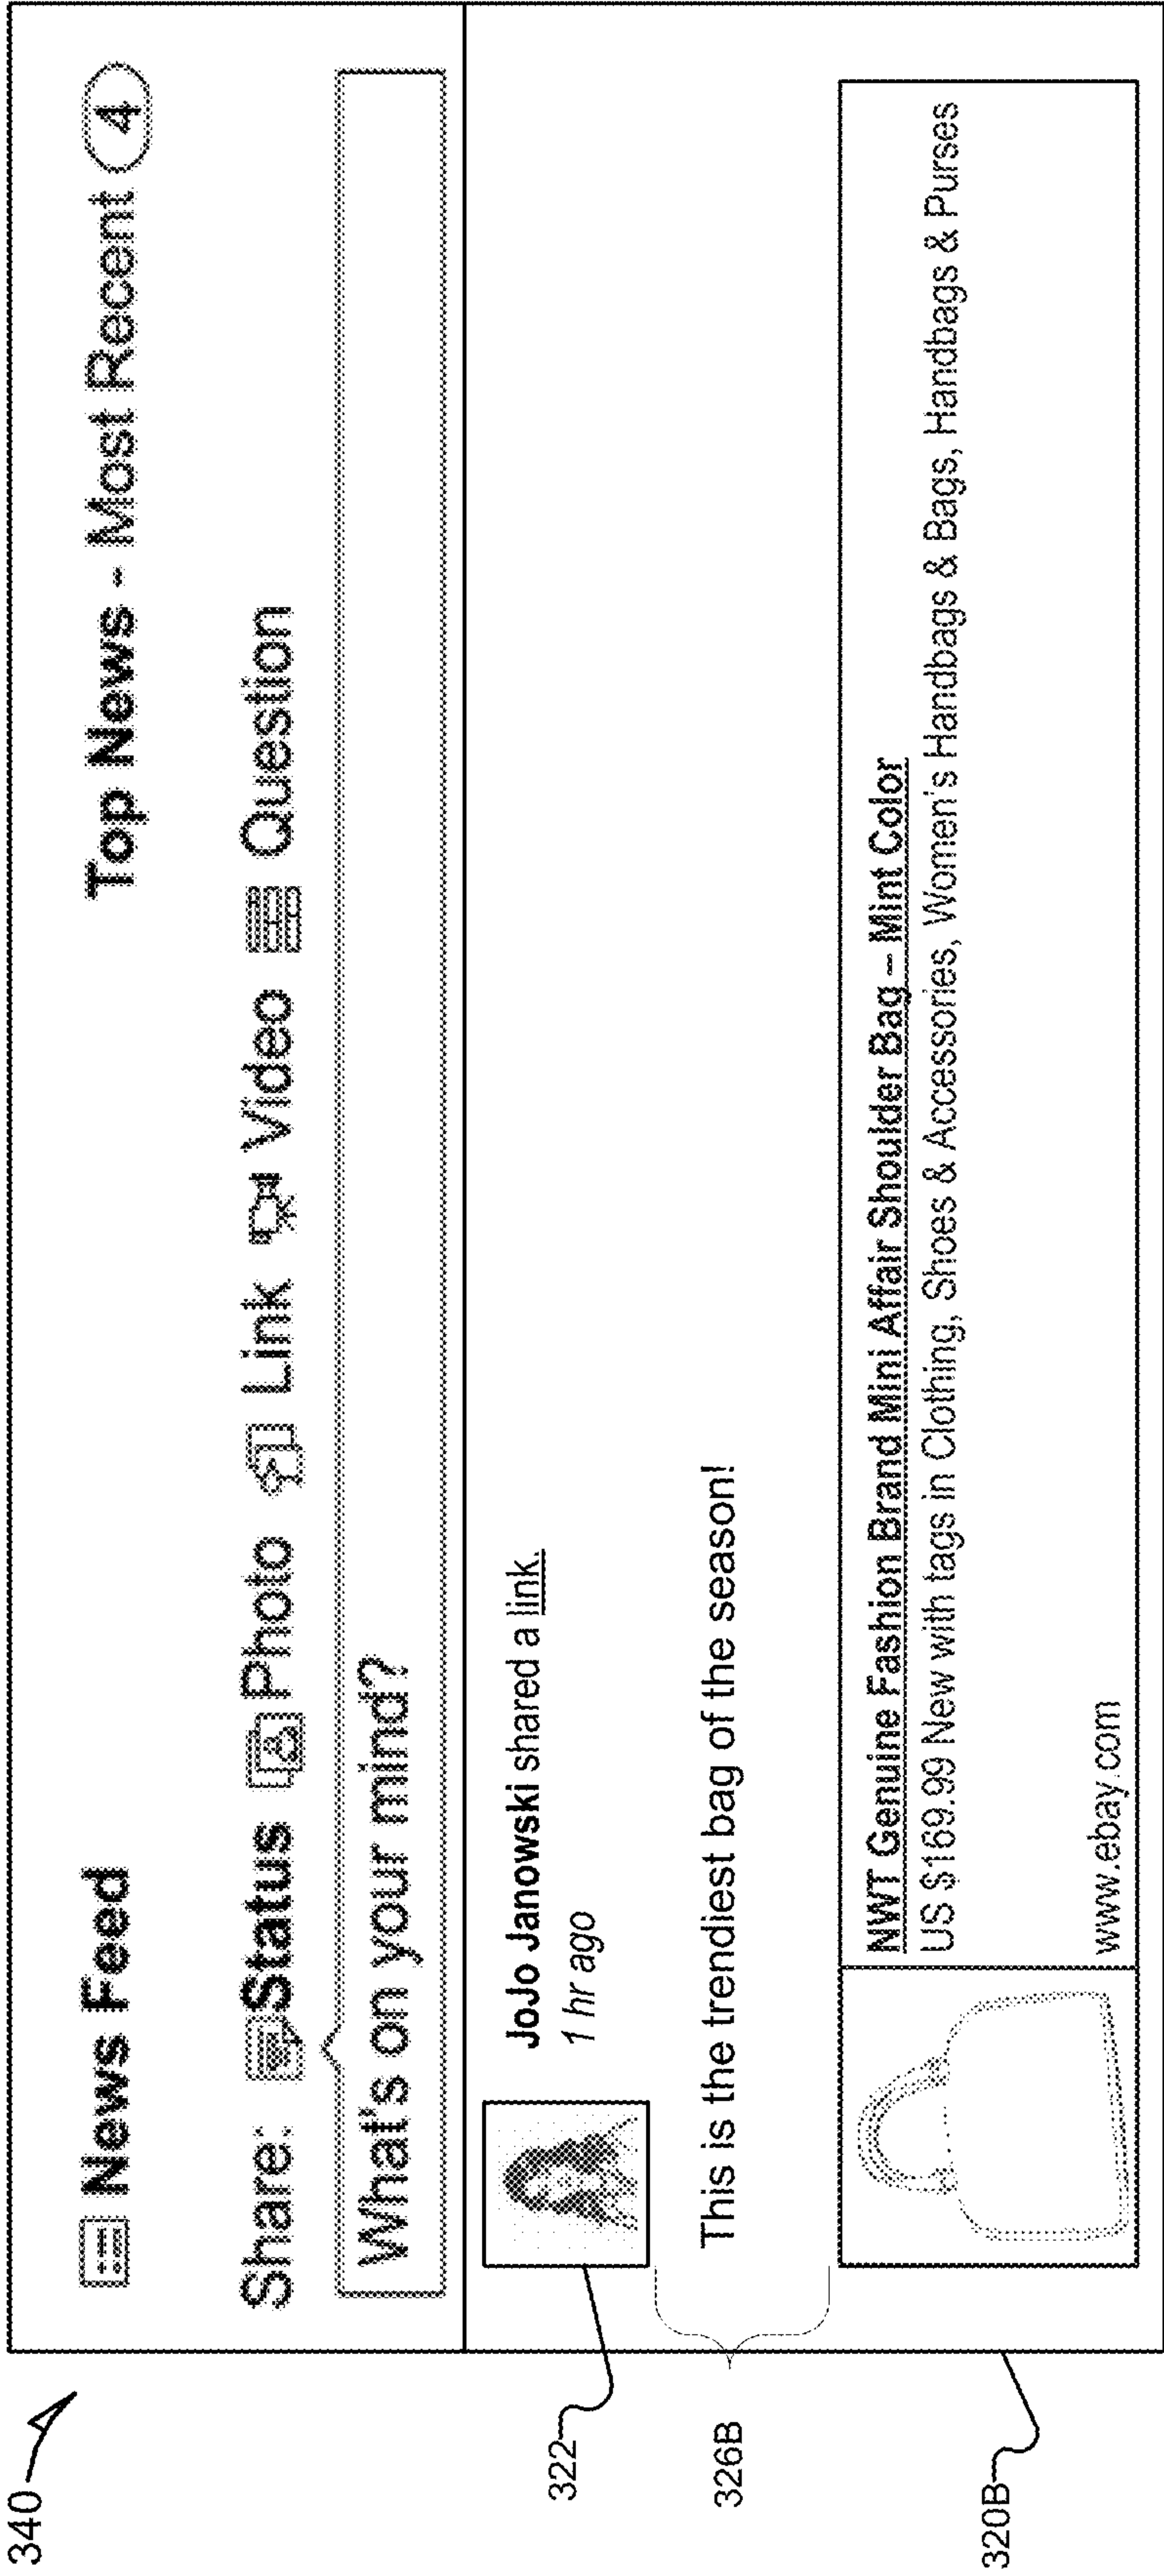 340
News Feed Top News - Most Recent 4
Share: Status Photo Link Video Question
What's on your mind?
322
JoJo Janowski shared a link.
1 hr ago
326B
This is the trendiest bag of the season!
320B
NWT Genuine Fashion Brand Mini Affair Shoulder Bag – Mint Color
US $169.99 New with tags in Clothing, Shoes & Accessories, Women's Handbags & Bags, Handbags & Purses
www.ebay.com